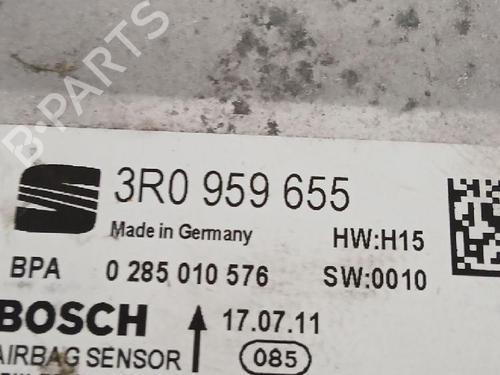 B-PARTS
3R0 959 655
Made in Germany
HW:H15
BPA 0 285 010 576 SW:0010
BOSCH 17.07.11
AIRBAG SENSOR 085